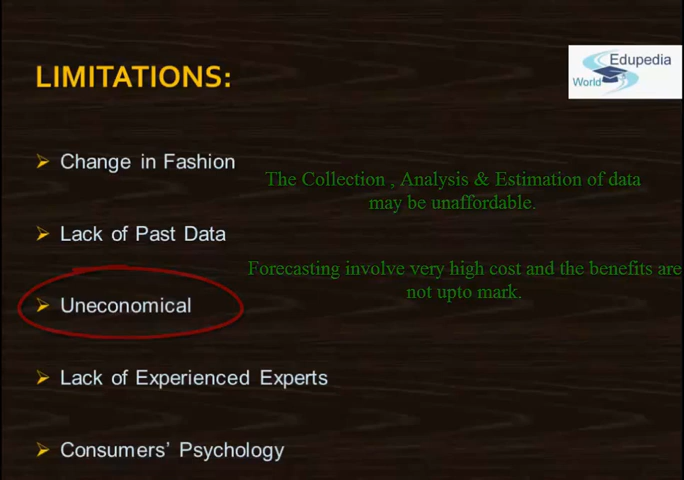 LIMITATIONS:
Edupedia
World
Change in Fashion
The Collection , Analysis & Estimation of data
may be unaffordable.
Lack of Past Data
Forecasting involve very high cost and the benefits are
not upto mark.
Uneconomical
Lack of Experienced Experts
Consumers' Psychology